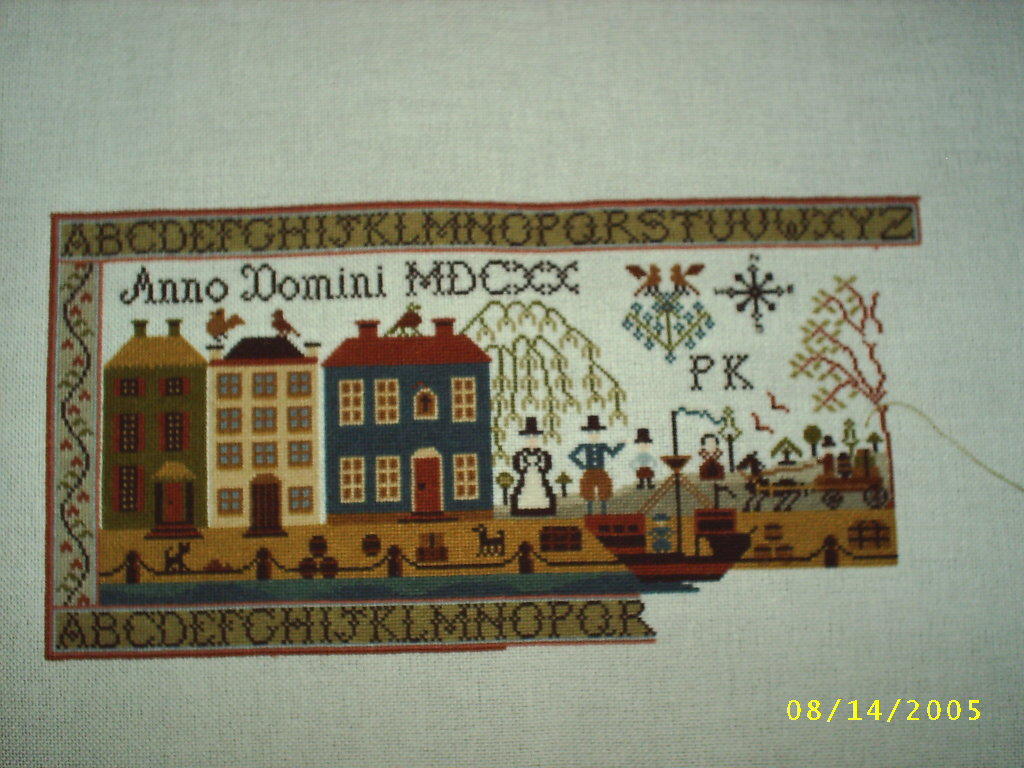 ABCDEFGHIJKLMNOPQRSTUVWXYZ
Anno Domini MDCXX
PK
ABCDEFGHIJKLMNOPQR
08/14/2005